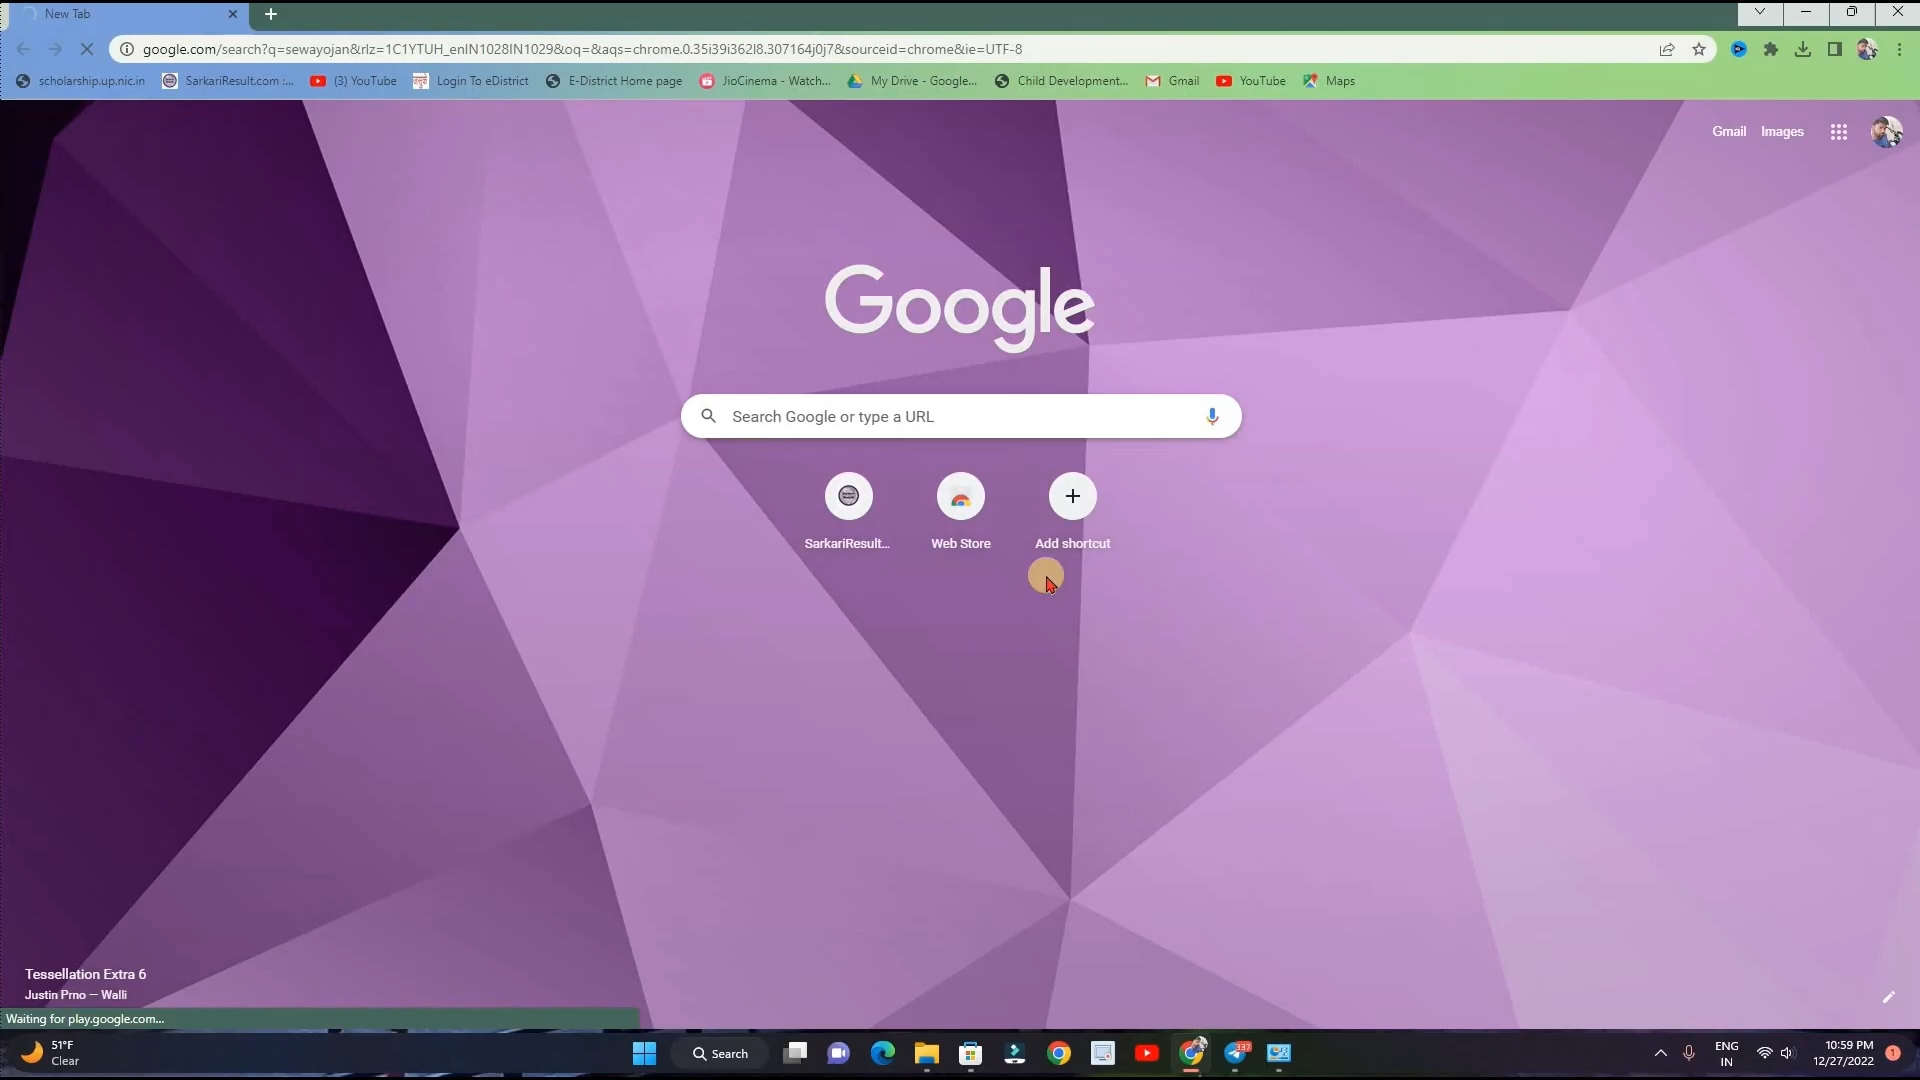 New Tab
google.com/search?q=sewayojan&rlz=1C1YTUH_enIN1028IN1029&oq=&aqs=chrome.0.35i39i362l8.307164j0j7&sourceid=chrome&ie=UTF-8
scholarship.up.nic.in SarkariResult.com :... (3) YouTube Login To eDistrict E-District Home page JioCinema - Watch... My Drive - Google... Child Development... Gmail YouTube Maps
Gmail Images
Google
Search Google or type a URL
SarkariResult... Web Store Add shortcut
Tessellation Extra 6
Justin Prno — Walli
Waiting for play.google.com...
51°F
Clear
Search
337
ENG
IN
10:59 PM
12/27/2022
1